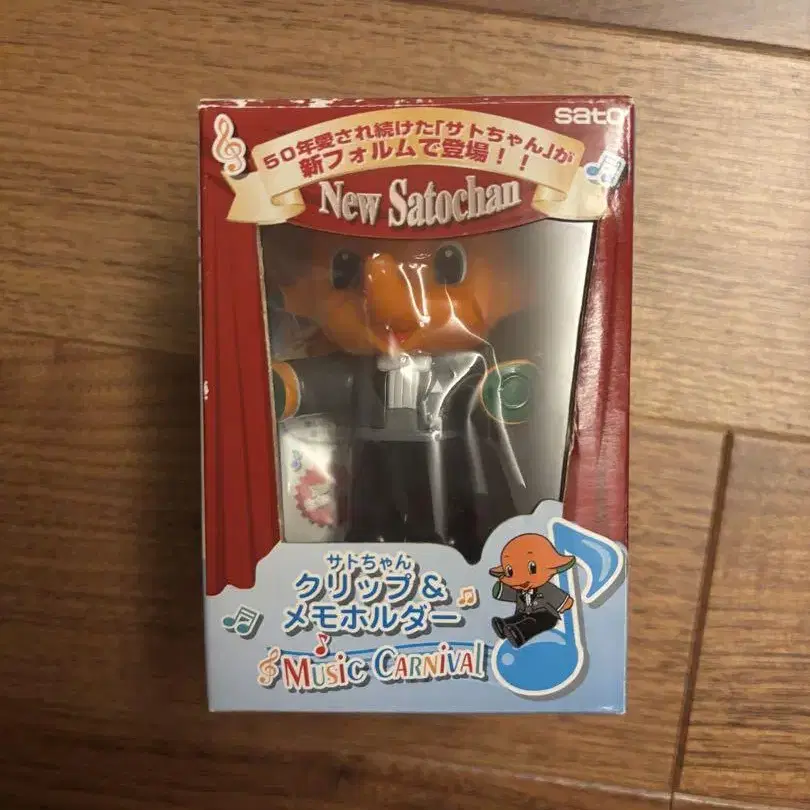 sato
50年愛され続けた「サトちゃん」が
新フォルムで登場！！
New Satochan
サトちゃん
クリップ&
メモホルダー
Music Carnival